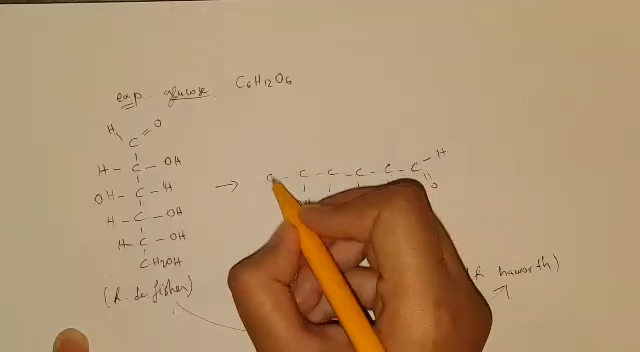 exp glucose C6H12O6
H O
C
H - C - OH
OH - C - H
H - C - OH
H - C - OH
CH2OH
(R. de fisher)
→ C - C - C - C - C - C - H
O
(R haworth)